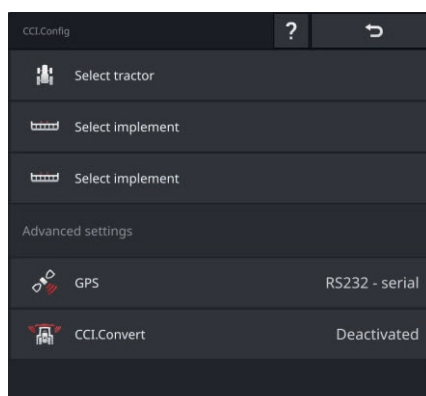 CCI.Config
?
Select tractor
Select implement
Select implement
Advanced settings
GPS RS232 - serial
CCI.Convert Deactivated